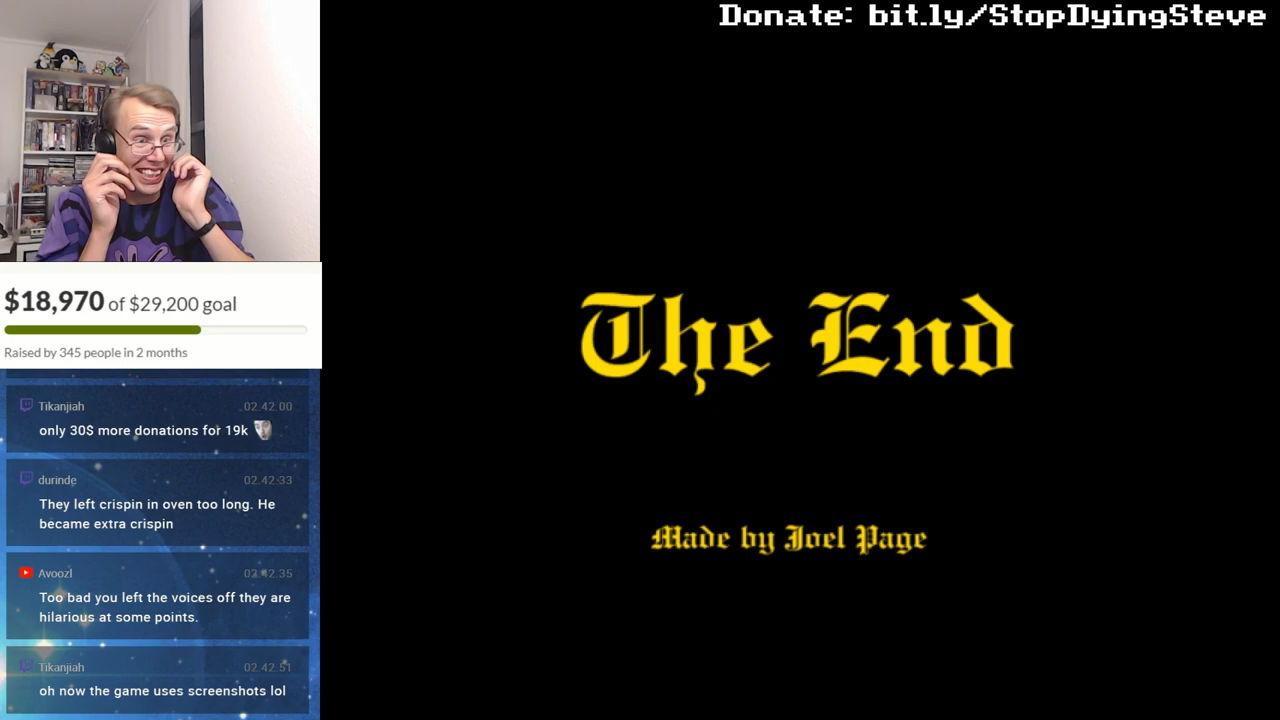 Donate: bit.ly/StopDyingSteve
$18,970 of $29,200 goal
Raised by 345 people in 2 months
Tikanjiah 02.42.00
only 30$ more donations for 19k
durinde 02.42.33
They left crispin in oven too long. He
became extra crispin
Avoozl 02.42.35
Too bad you left the voices off they are
hilarious at some points.
Tikanjiah 02.42.51
oh now the game uses screenshots lol
The End
Made by Joel Page